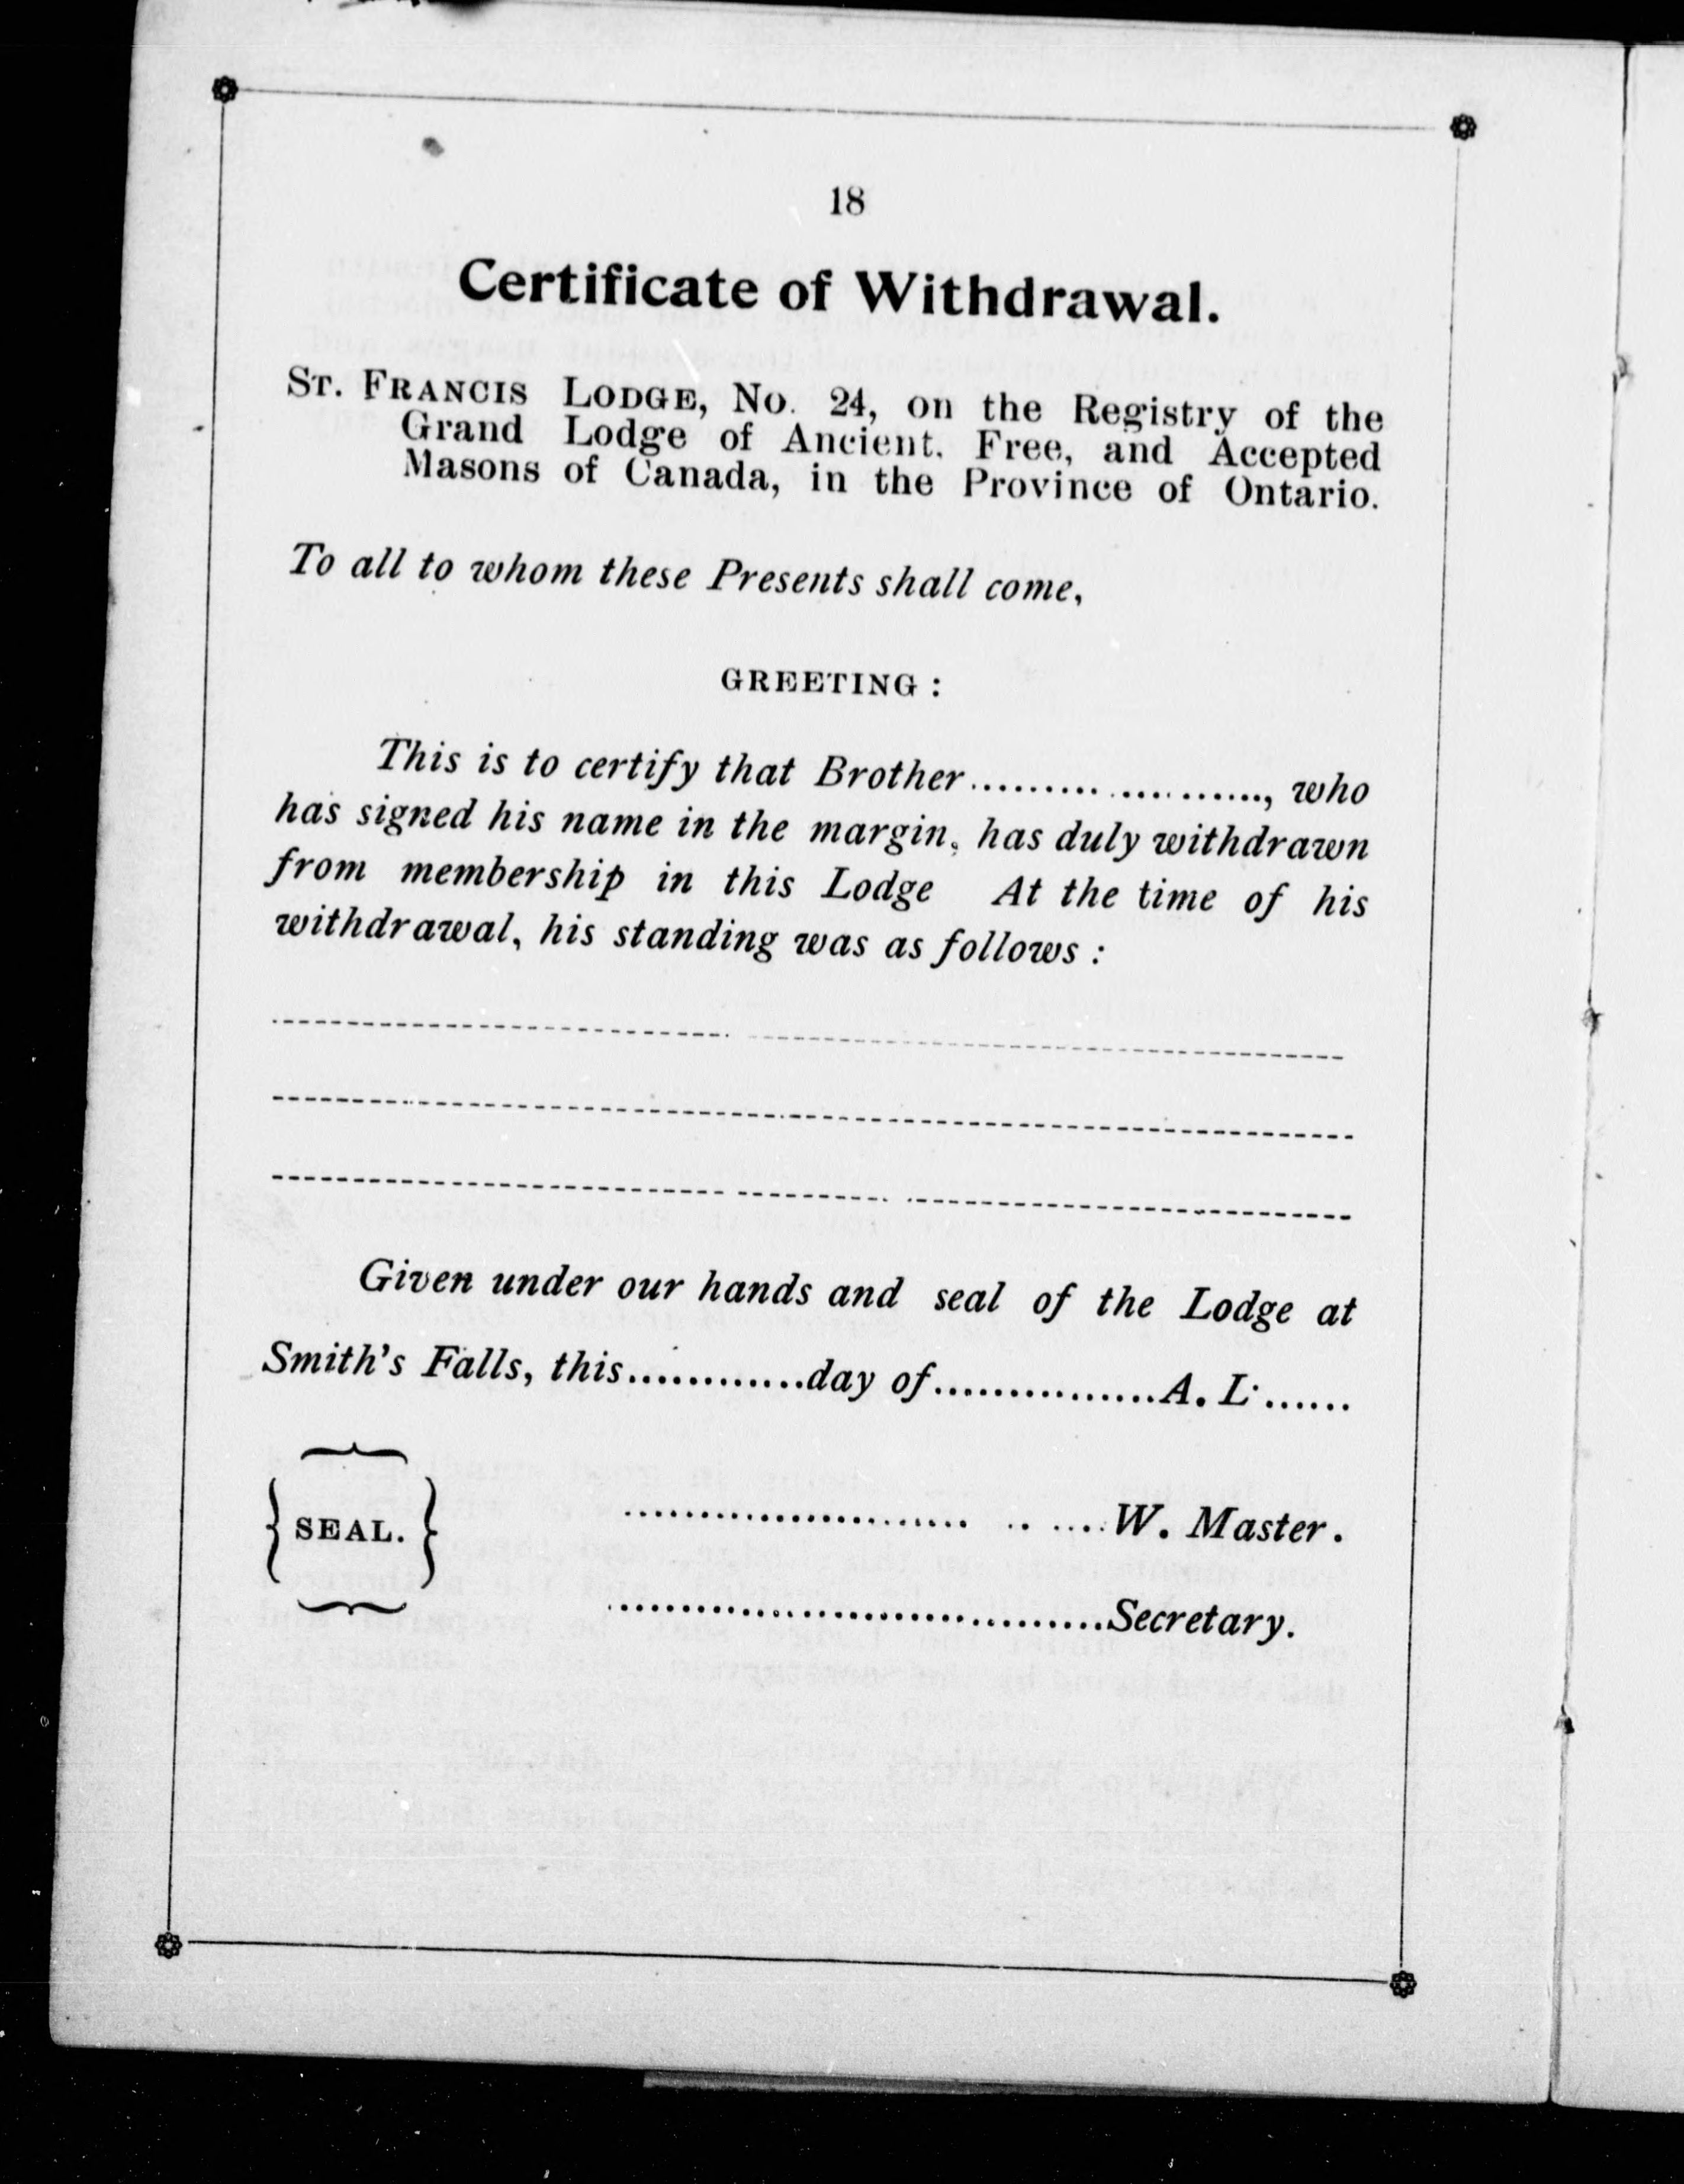 18
Certificate of Withdrawal.
ST. FRANCIS LODGE, No. 24, on the Registry of the
Grand Lodge of Ancient, Free, and Accepted
Masons of Canada, in the Province of Ontario.
To all to whom these Presents shall come,
GREETING :
This is to certify that Brother......................, who
has signed his name in the margin, has duly withdrawn
from membership in this Lodge At the time of his
withdrawal, his standing was as follows :
Given under our hands and seal of the Lodge at
Smith's Falls, this............day of...............A. L.......
SEAL.
..............................W. Master.
.................................Secretary.